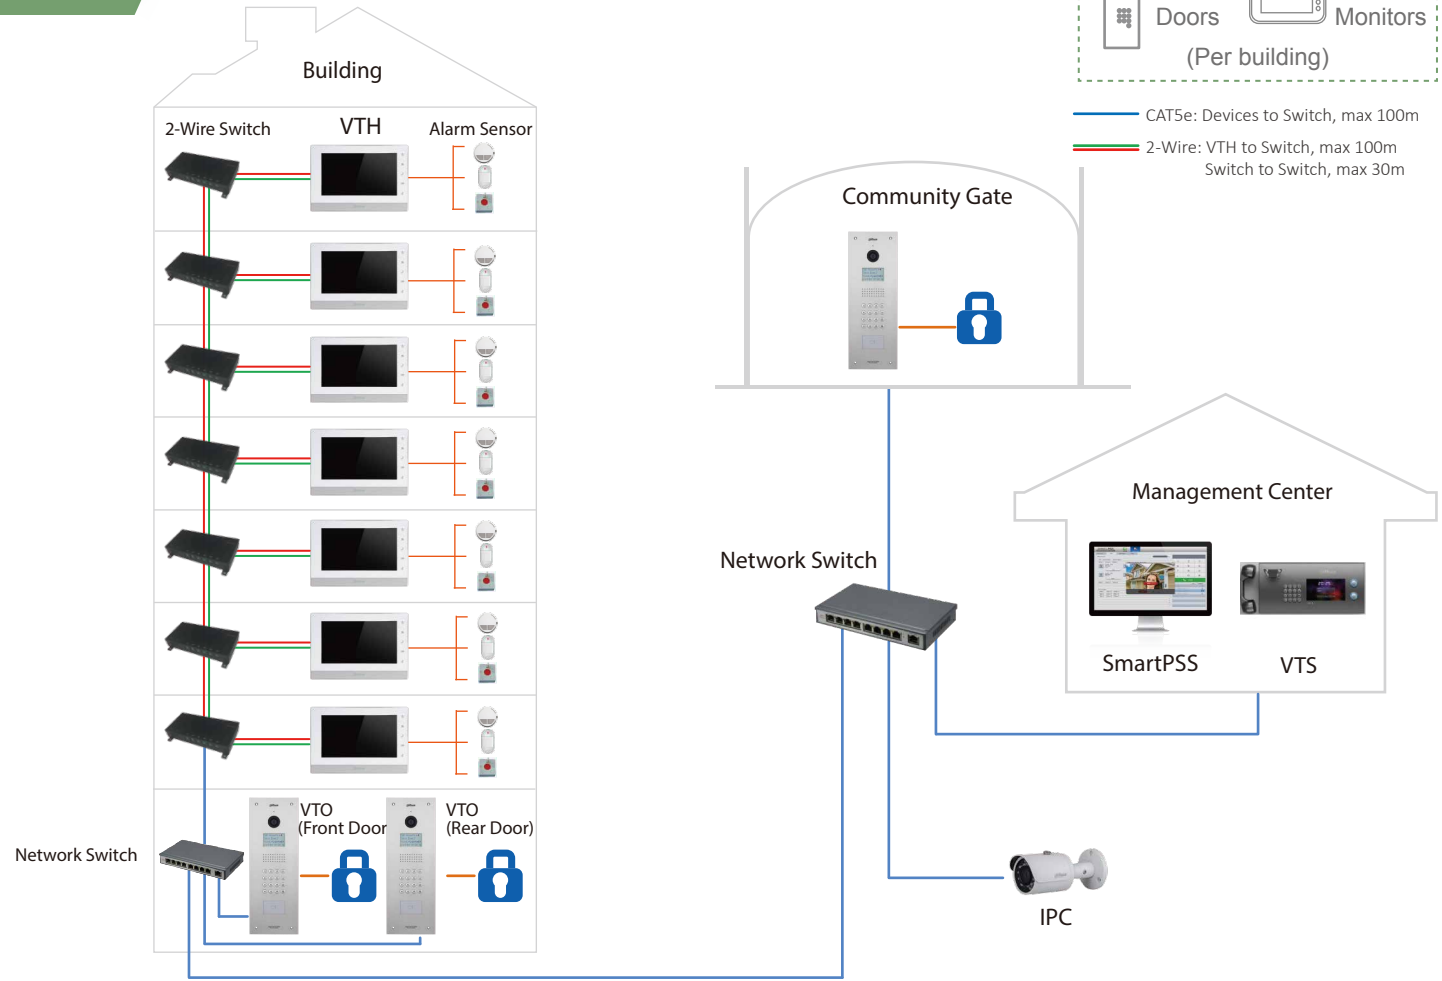 Doors
Monitors
(Per building)
CAT5e: Devices to Switch, max 100m
2-Wire: VTH to Switch, max 100m
Switch to Switch, max 30m
Building
2-Wire Switch
VTH
Alarm Sensor
Community Gate
Management Center
Network Switch
SmartPSS
VTS
VTO
(Front Door
VTO
(Rear Door)
Network Switch
IPC